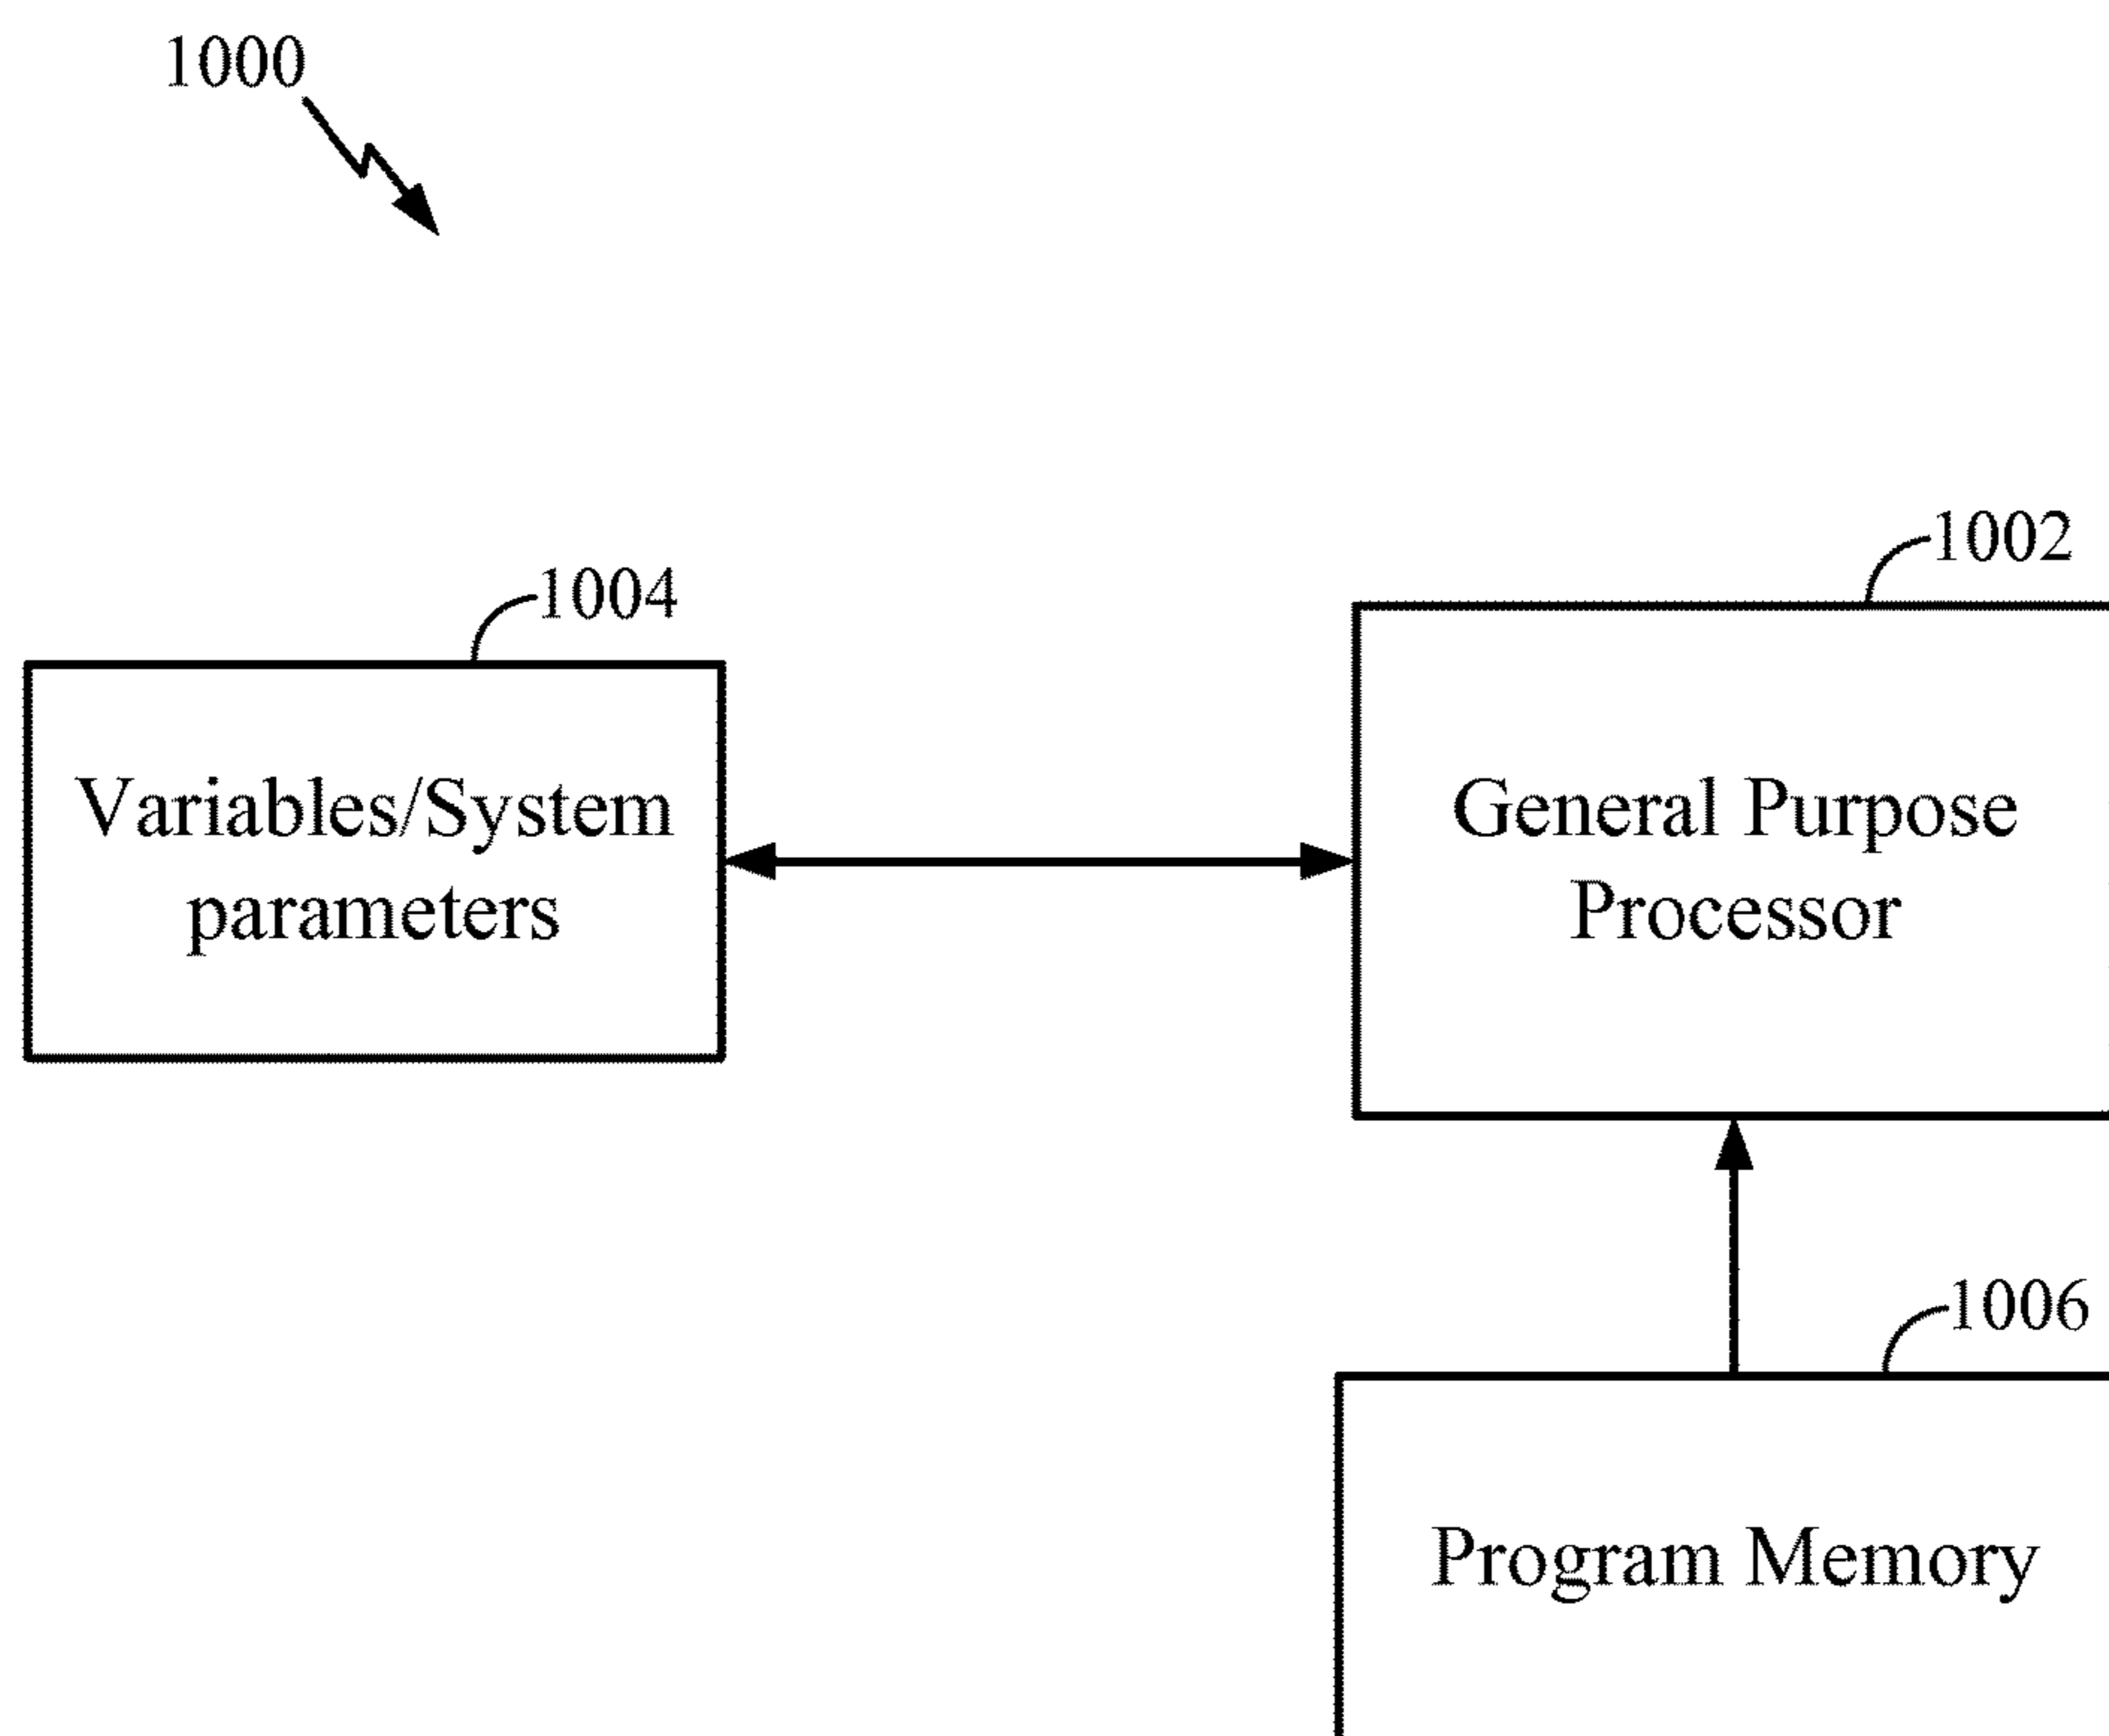 1000
1002
1004
Variables/System
parameters
General Purpose
Processor
1006
Program Memory